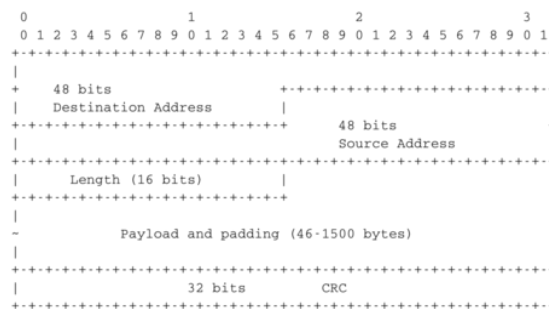 0                   1                   2                   3
0 1 2 3 4 5 6 7 8 9 0 1 2 3 4 5 6 7 8 9 0 1 2 3 4 5 6 7 8 9 0 1
+-+-+-+-+-+-+-+-+-+-+-+-+-+-+-+-+-+-+-+-+-+-+-+-+-+-+-+-+-+-+-+-
|
+   48 bits                     +-+-+-+-+-+-+-+-+-+-+-+-+-+-+-+-
|   Destination Address         |
+-+-+-+-+-+-+-+-+-+-+-+-+-+-+-+-+      48 bits
|                                      Source Address
+-+-+-+-+-+-+-+-+-+-+-+-+-+-+-+-+-+-+-+-+-+-+-+-+-+-+-+-+-+-+-+-
|      Length (16 bits)         |
+-+-+-+-+-+-+-+-+-+-+-+-+-+-+-+-+
|
~            Payload and padding (46-1500 bytes)
|
+-+-+-+-+-+-+-+-+-+-+-+-+-+-+-+-+-+-+-+-+-+-+-+-+-+-+-+-+-+-+-+-
|                    32 bits         CRC
+-+-+-+-+-+-+-+-+-+-+-+-+-+-+-+-+-+-+-+-+-+-+-+-+-+-+-+-+-+-+-+-